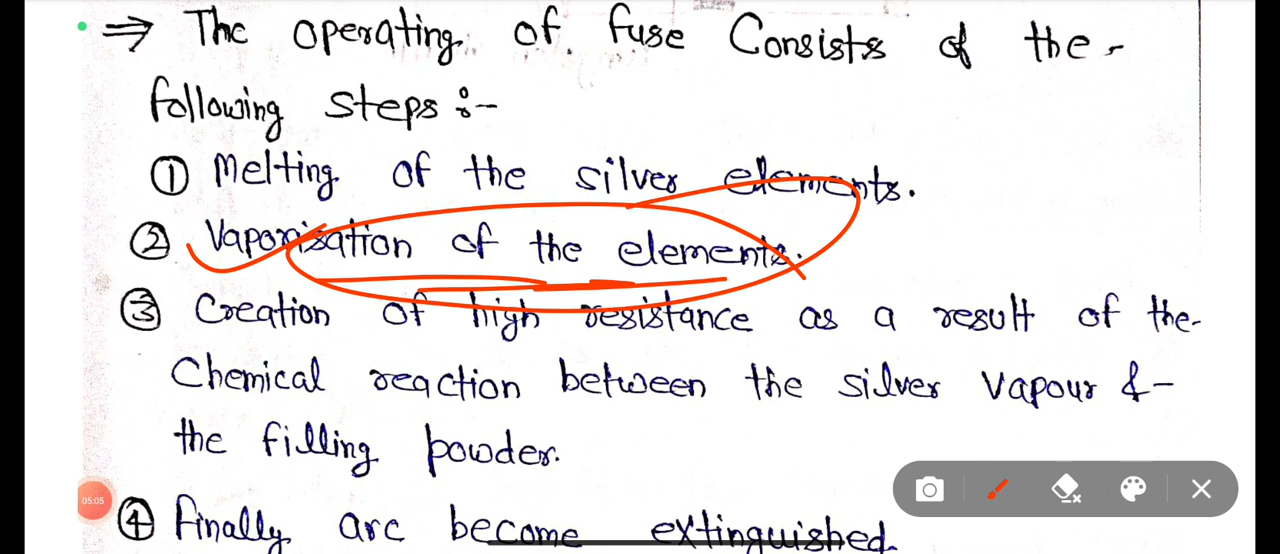 ⇒ The operating of fuse Consists of the-
following steps :-
① Melting of the silver elements.
② Vaporisation of the elements.
③ Creation of high resistance as a result of the-
Chemical reaction between the silver vapour &-
the filling powder.
05:05
④ Finally arc become extinguished.